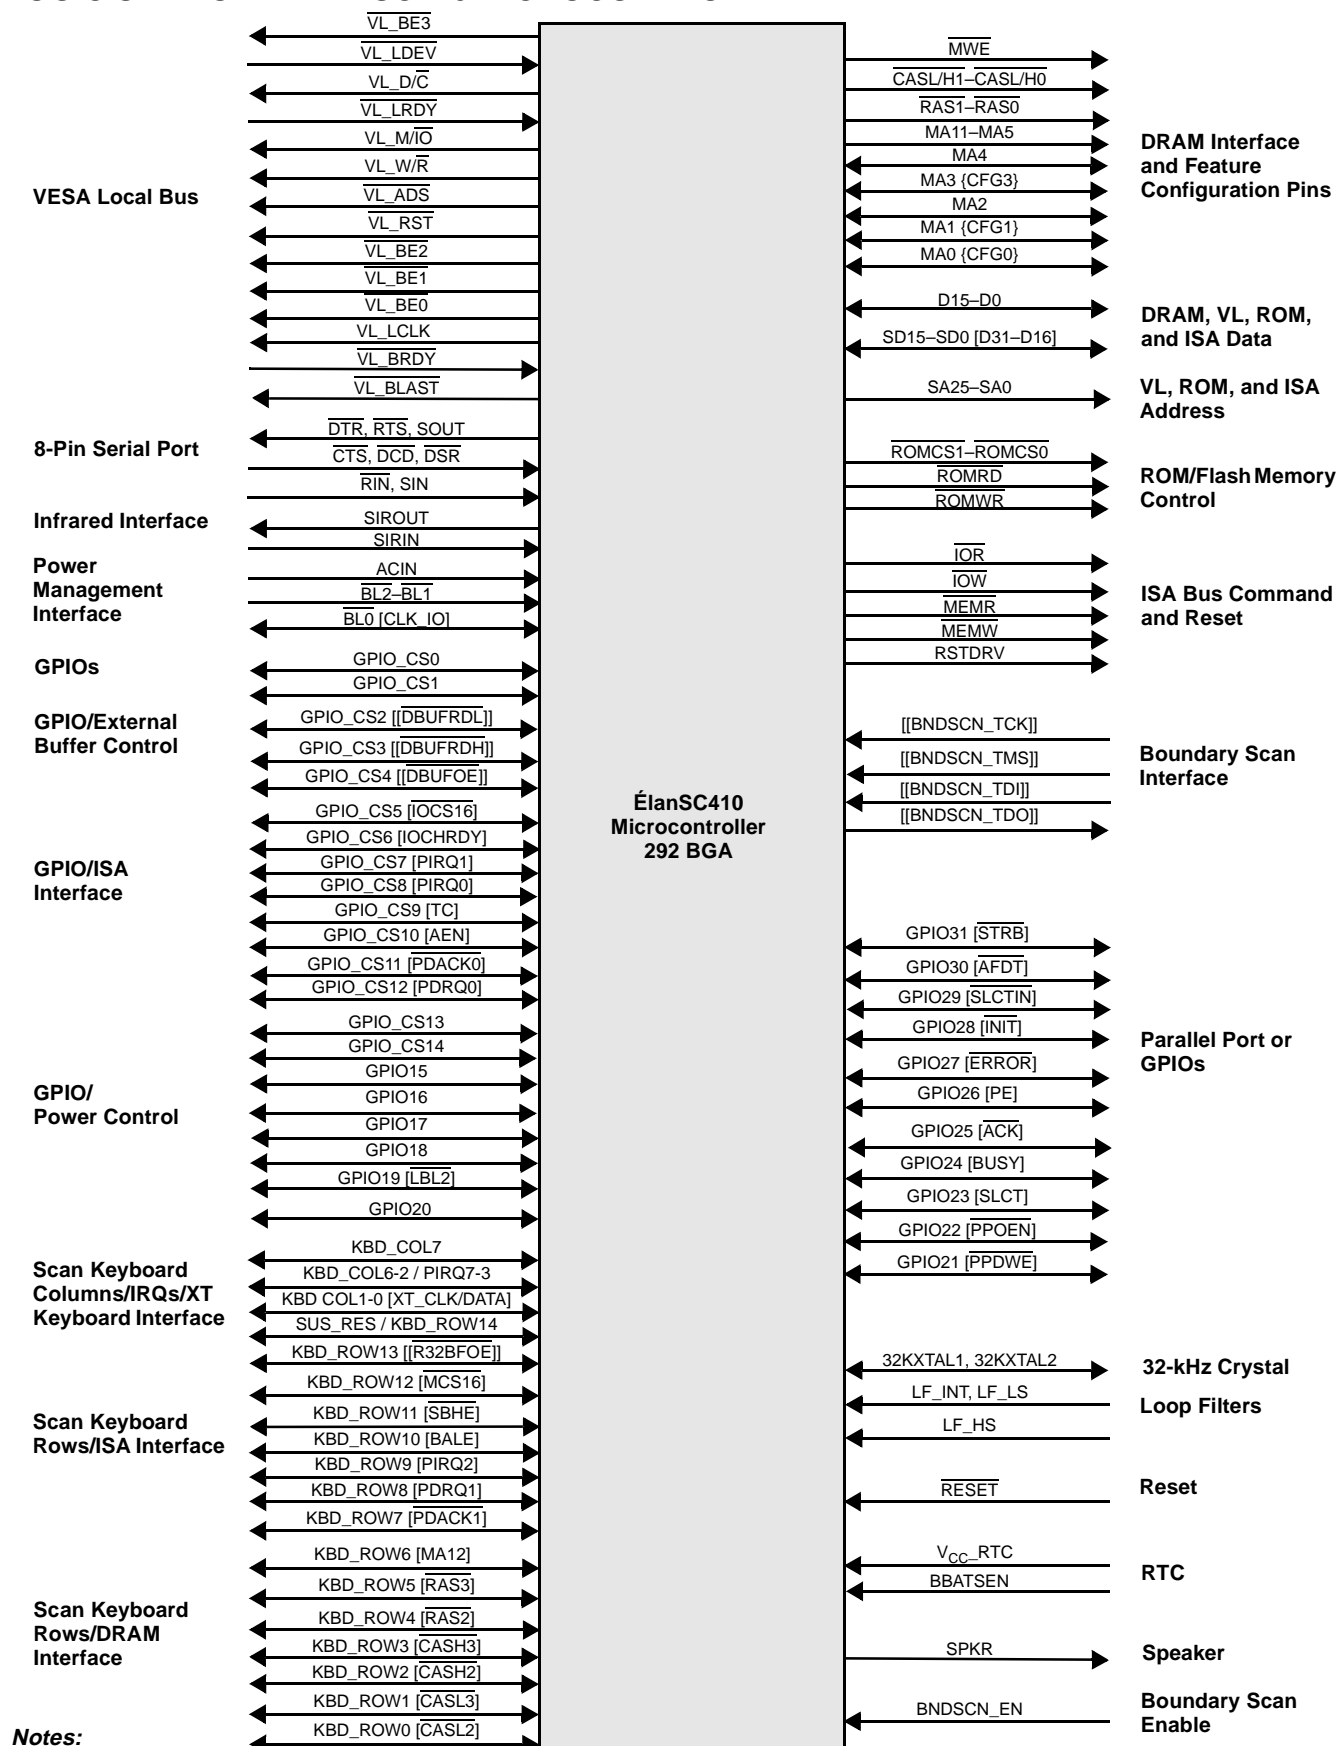 VL_BE3
VL_LDEV
VL_D/C
VL_LRDY
VL_M/IO
VL_W/R
VESA Local Bus
VL_ADS
VL_RST
VL_BE2
VL_BE1
VL_BE0
VL_LCLK
VL_BRDY
VL_BLAST
8-Pin Serial Port
DTR, RTS, SOUT
CTS, DCD, DSR
RIN, SIN
Infrared Interface
SIROUT
SIRIN
Power
Management
Interface
ACIN
BL2–BL1
BL0 [CLK_IO]
GPIOs
GPIO_CS0
GPIO_CS1
GPIO/External
Buffer Control
GPIO_CS2 [[DBUFRDL]]
GPIO_CS3 [[DBUFRDH]]
GPIO_CS4 [[DBUFOE]]
GPIO/ISA
Interface
GPIO_CS5 [IOCS16]
GPIO_CS6 [IOCHRDY]
GPIO_CS7 [PIRQ1]
GPIO_CS8 [PIRQ0]
GPIO_CS9 [TC]
GPIO_CS10 [AEN]
GPIO_CS11 [PDACK0]
GPIO_CS12 [PDRQ0]
GPIO/
Power Control
GPIO_CS13
GPIO_CS14
GPIO15
GPIO16
GPIO17
GPIO18
GPIO19 [LBL2]
GPIO20
Scan Keyboard
Columns/IRQs/XT
Keyboard Interface
KBD_COL7
KBD_COL6-2 / PIRQ7-3
KBD COL1-0 [XT_CLK/DATA]
SUS_RES / KBD_ROW14
KBD_ROW13 [[R32BFOE]]
Scan Keyboard
Rows/ISA Interface
KBD_ROW12 [MCS16]
KBD_ROW11 [SBHE]
KBD_ROW10 [BALE]
KBD_ROW9 [PIRQ2]
KBD_ROW8 [PDRQ1]
KBD_ROW7 [PDACK1]
Scan Keyboard
Rows/DRAM
Interface
KBD_ROW6 [MA12]
KBD_ROW5 [RAS3]
KBD_ROW4 [RAS2]
KBD_ROW3 [CASH3]
KBD_ROW2 [CASH2]
KBD_ROW1 [CASL3]
KBD_ROW0 [CASL2]
Notes:
ÉlanSC410
Microcontroller
292 BGA
MWE
CASL/H1–CASL/H0
RAS1–RAS0
MA11–MA5
MA4
MA3 {CFG3}
MA2
MA1 {CFG1}
MA0 {CFG0}
DRAM Interface
and Feature
Configuration Pins
D15–D0
SD15–SD0 [D31–D16]
DRAM, VL, ROM,
and ISA Data
SA25–SA0
VL, ROM, and ISA
Address
ROMCS1–ROMCS0
ROMRD
ROMWR
ROM/Flash Memory
Control
IOR
IOW
MEMR
MEMW
RSTDRV
ISA Bus Command
and Reset
[[BNDSCN_TCK]]
[[BNDSCN_TMS]]
[[BNDSCN_TDI]]
[[BNDSCN_TDO]]
Boundary Scan
Interface
GPIO31 [STRB]
GPIO30 [AFDT]
GPIO29 [SLCTIN]
GPIO28 [INIT]
GPIO27 [ERROR]
GPIO26 [PE]
GPIO25 [ACK]
GPIO24 [BUSY]
GPIO23 [SLCT]
GPIO22 [PPOEN]
GPIO21 [PPDWE]
Parallel Port or
GPIOs
32KXTAL1, 32KXTAL2
32-kHz Crystal
LF_INT, LF_LS
LF_HS
Loop Filters
RESET
Reset
VCC_RTC
BBATSEN
RTC
SPKR
Speaker
BNDSCN_EN
Boundary Scan
Enable